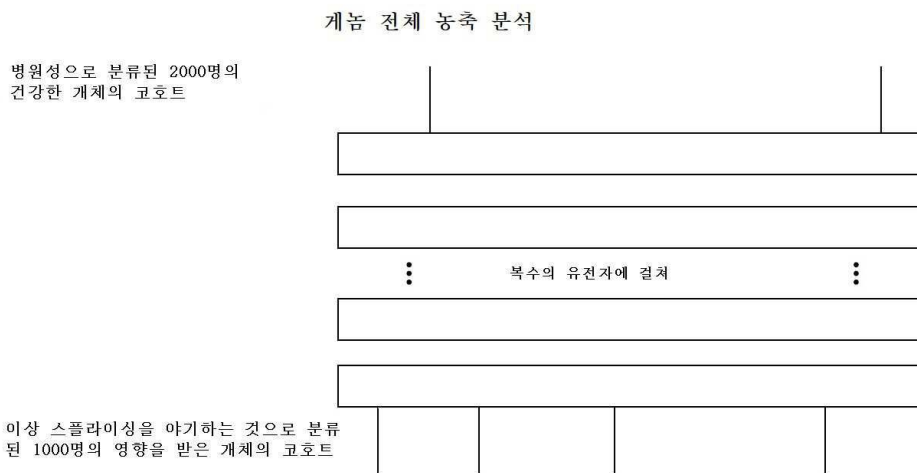 게놈 전체 농축 분석
병원성으로 분류된 2000명의
건강한 개체의 코호트
복수의 유전자에 걸쳐
이상 스플라이싱을 야기하는 것으로 분류
된 1000명의 영향을 받은 개체의 코호트